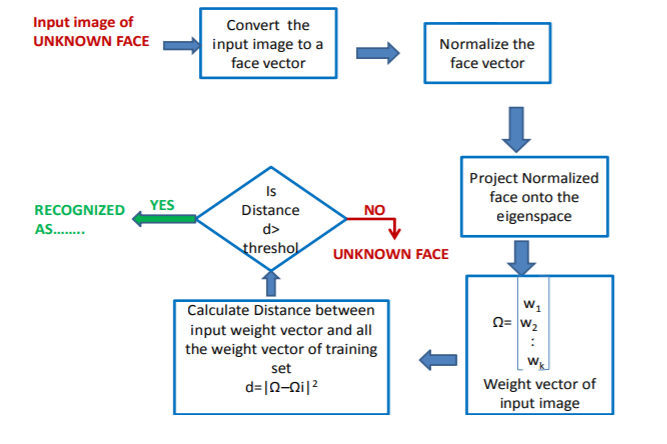 Input image of
UNKNOWN FACE
Convert the
input image to a
face vector
Normalize the
face vector
Project Normalized
face onto the
eigenspace
Ω=
w₁
w₂
:
wₖ
Weight vector of
input image
Calculate Distance between
input weight vector and all
the weight vector of training
set
d=|Ω−Ωi|²
Is
Distance
d>
threshol
YES
RECOGNIZED
AS........
NO
UNKNOWN FACE